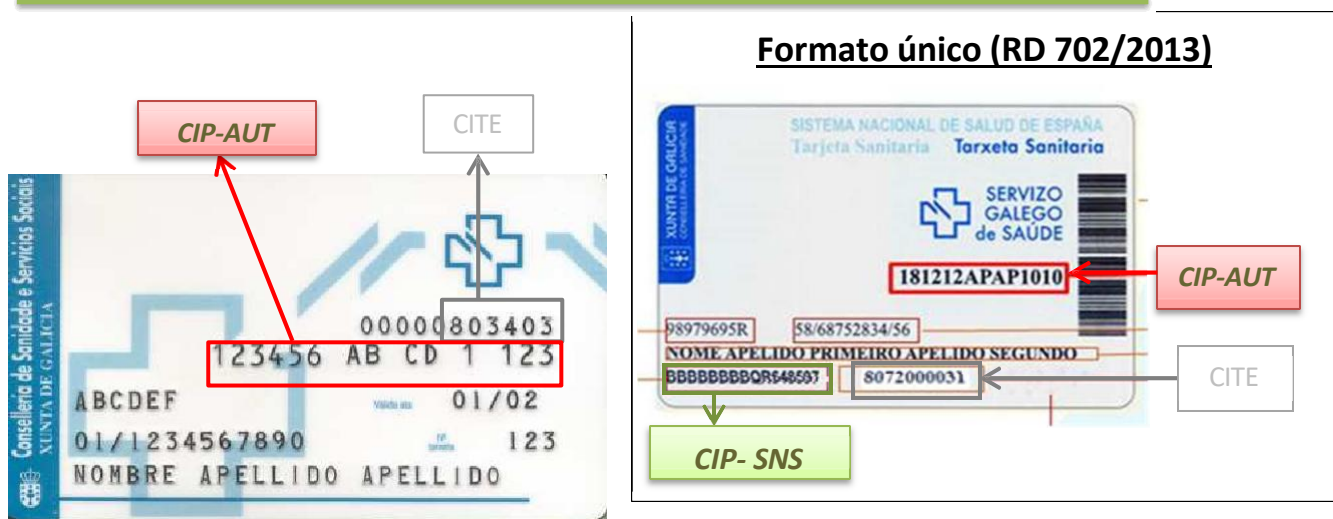 Formato único (RD 702/2013)
CIP-AUT
CITE
Consellería de Sanidade e Servicios Sociais
XUNTA DE GALICIA
00000803403
123456 AB CD 1 123
ABCDEF
01/02
01/1234567890
123
NOMBRE APELLIDO APELLIDO
XUNTA DE GALICIA
CONSELLERÍA DE SANIDADE
SISTEMA NACIONAL DE SALUD DE ESPAÑA
Tarjeta Sanitaria Tarxeta Sanitaria
SERVIZO
GALEGO
de SAÚDE
181212APAP1010
CIP-AUT
98979695R 58/68752834/56
NOME APELIDO PRIMEIRO APELIDO SEGUNDO
8072000031
CITE
CIP- SNS